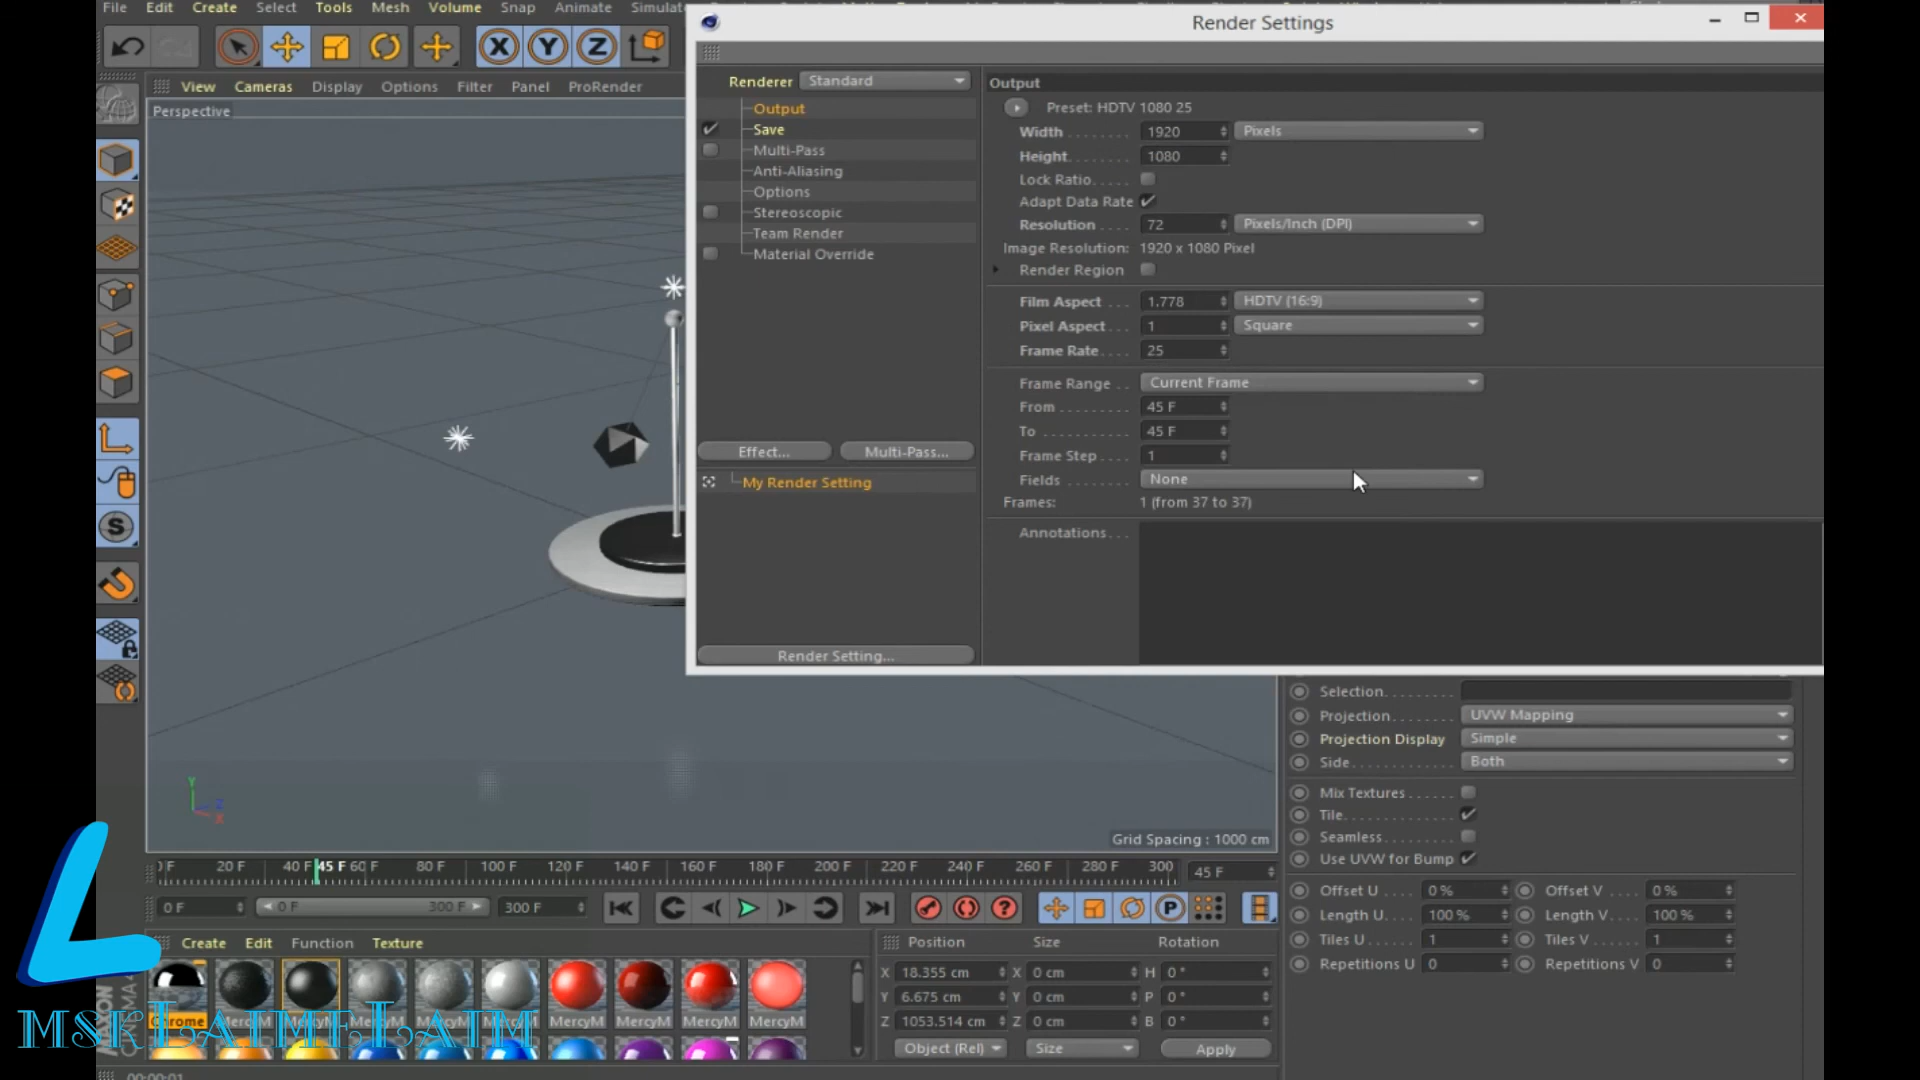 File Edit Create Select Tools Mesh Volume Snap Animate Simulat
Render Settings
X Y Z
View Cameras Display Options Filter Panel ProRender
Perspective
Renderer Standard
Output
Save
Multi-Pass
Anti-Aliasing
Options
Stereoscopic
Team Render
Material Override
Effect... Multi-Pass...
My Render Setting
Render Setting...
Output
Preset: HDTV 1080 25
Width 1920 Pixels
Height 1080
Lock Ratio
Adapt Data Rate
Resolution 72 Pixels/Inch (DPI)
Image Resolution: 1920 x 1080 Pixel
Render Region
Film Aspect 1.778 HDTV (16:9)
Pixel Aspect 1 Square
Frame Rate 25
Frame Range Current Frame
From 45 F
To 45 F
Frame Step 1
Fields None
Frames: 1 (from 37 to 37)
Annotations
Selection
Projection UVW Mapping
Projection Display Simple
Side Both
Mix Textures
Tile
Seamless
Use UVW for Bump
Offset U 0 % Offset V 0 %
Length U 100 % Length V 100 %
Tiles U 1 Tiles V 1
Repetitions U 0 Repetitions V 0
Y Z X
Grid Spacing : 1000 cm
20 F 40 F 45 F 60 F 80 F 100 F 120 F 140 F 160 F 180 F 200 F 220 F 240 F 260 F 280 F 300 45 F
0 F 0 F 300 F 300 F
Create Edit Function Texture
Chrome MercyM MercyM MercyM MercyM
Position Size Rotation
X 18.355 cm X 0 cm H 0 °
Y 6.675 cm Y 0 cm P 0 °
Z 1053.514 cm Z 0 cm B 0 °
Object (Rel) Size Apply
L
MSKLAIMELAIM